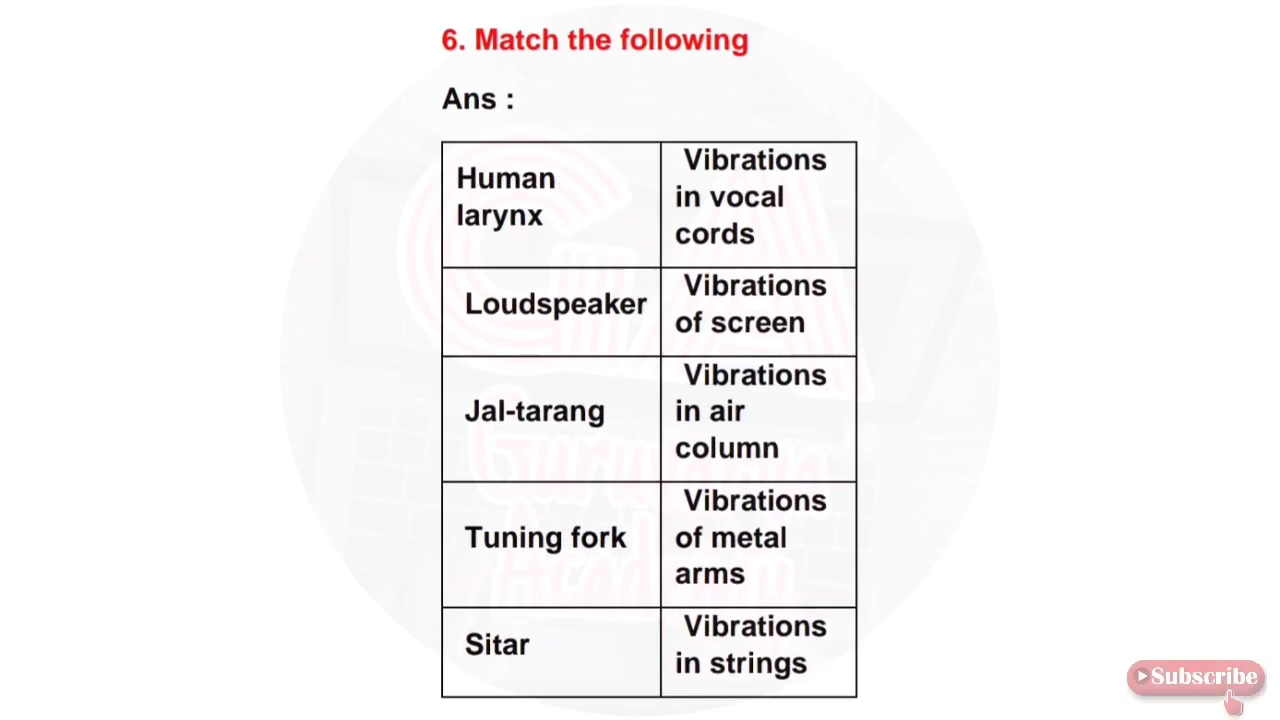 6. Match the following
Ans :
Human
larynx
Vibrations
in vocal
cords
Loudspeaker
Vibrations
of screen
Jal-tarang
Vibrations
in air
column
Tuning fork
Vibrations
of metal
arms
Sitar
Vibrations
in strings
Subscribe